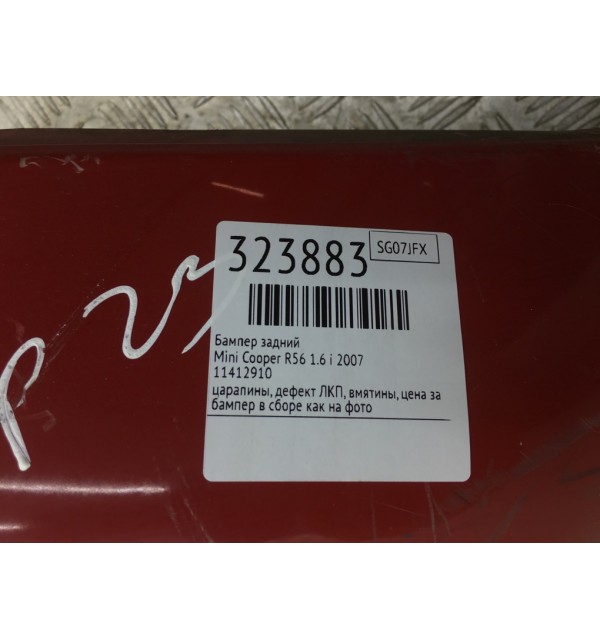 323883 SG07JFX
Бампер задний
Mini Cooper R56 1.6 i 2007
11412910
царапины, дефект ЛКП, вмятины, цена за
бампер в сборе как на фото